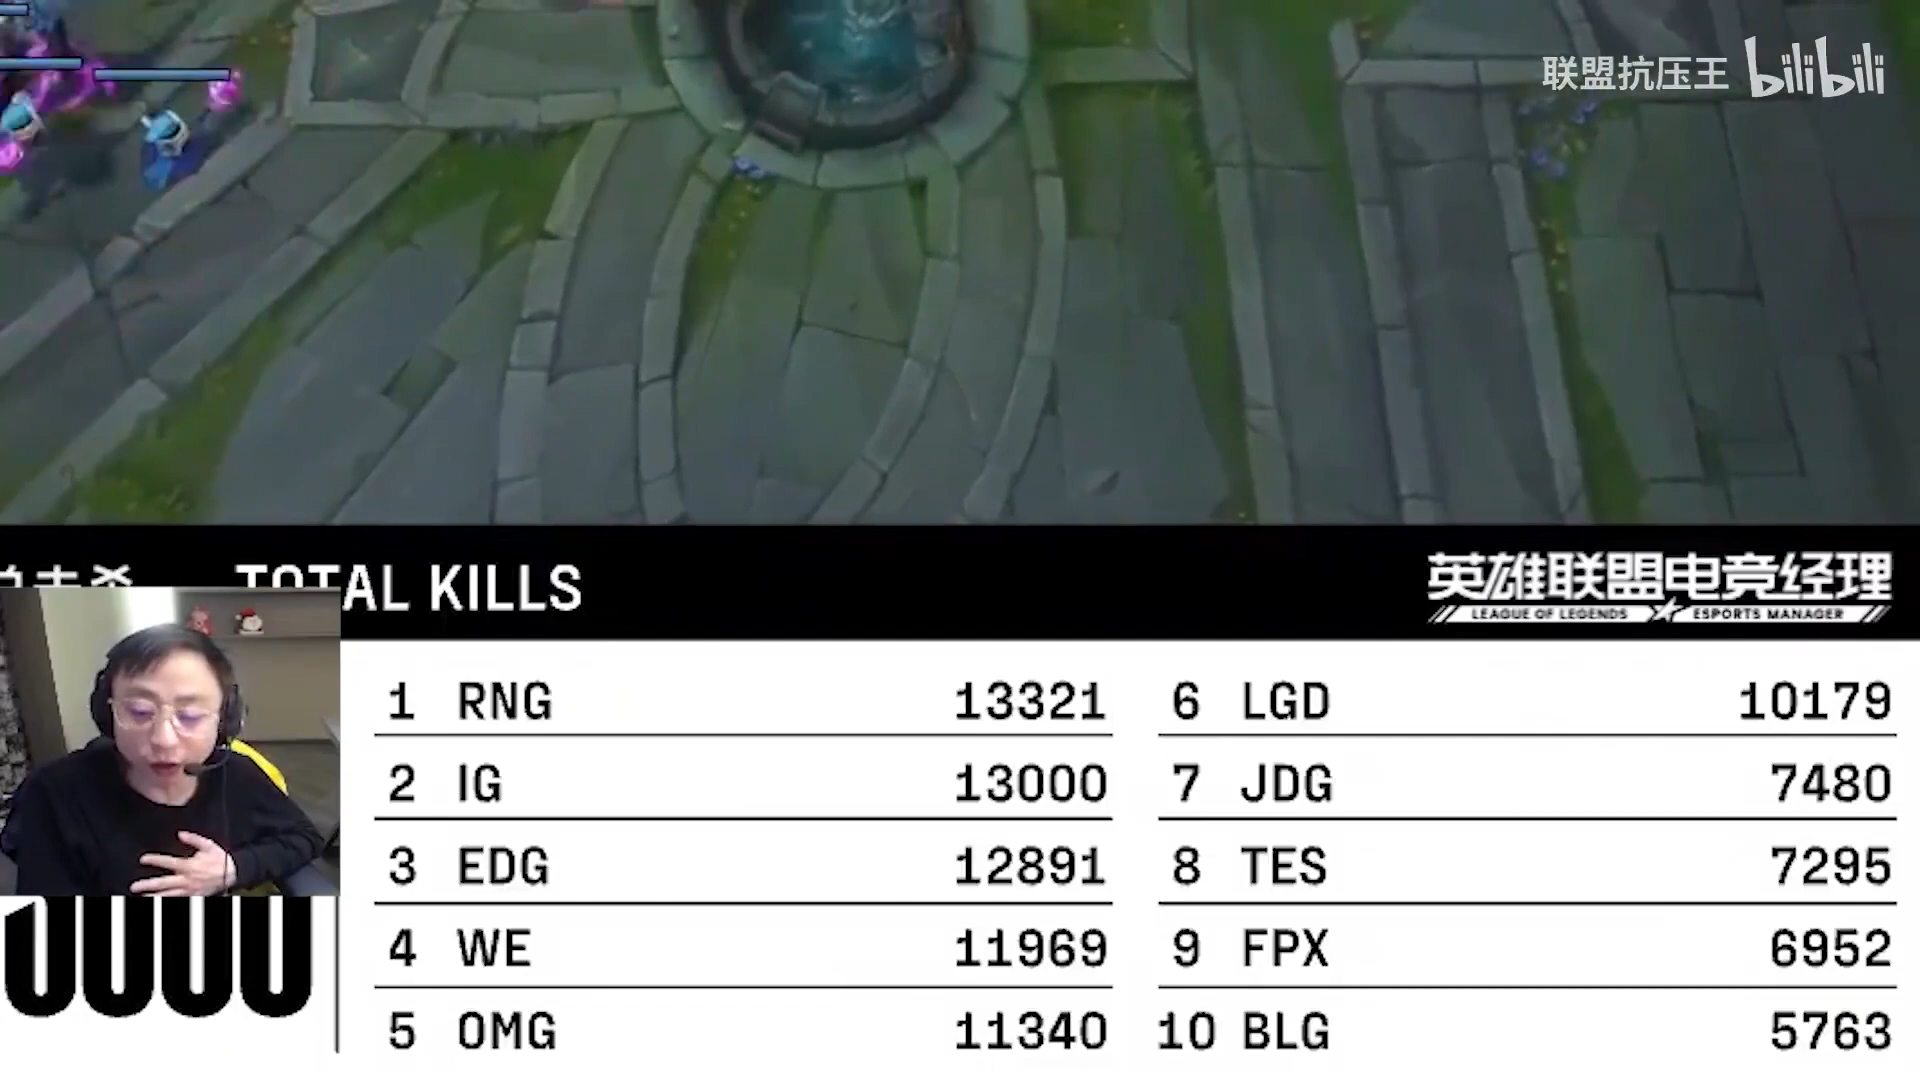 联盟抗压王 bilibili
TOTAL KILLS
英雄联盟电竞经理
LEAGUE OF LEGENDS ESPORTS MANAGER
1 RNG 13321
2 IG 13000
3 EDG 12891
4 WE 11969
5 OMG 11340
6 LGD 10179
7 JDG 7480
8 TES 7295
9 FPX 6952
10 BLG 5763